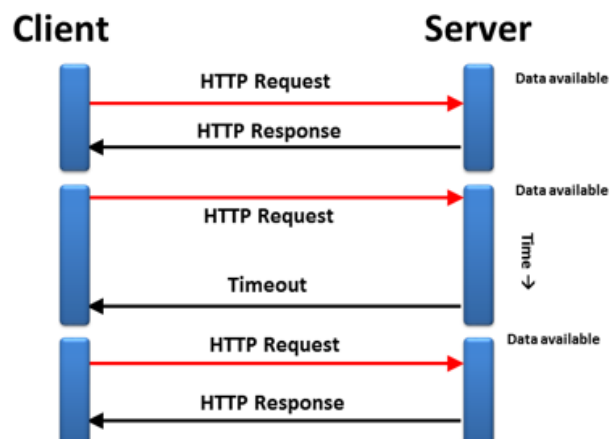 Client
Server
HTTP Request
Data available
HTTP Response
Data available
HTTP Request
Time →
Timeout
HTTP Request
Data available
HTTP Response